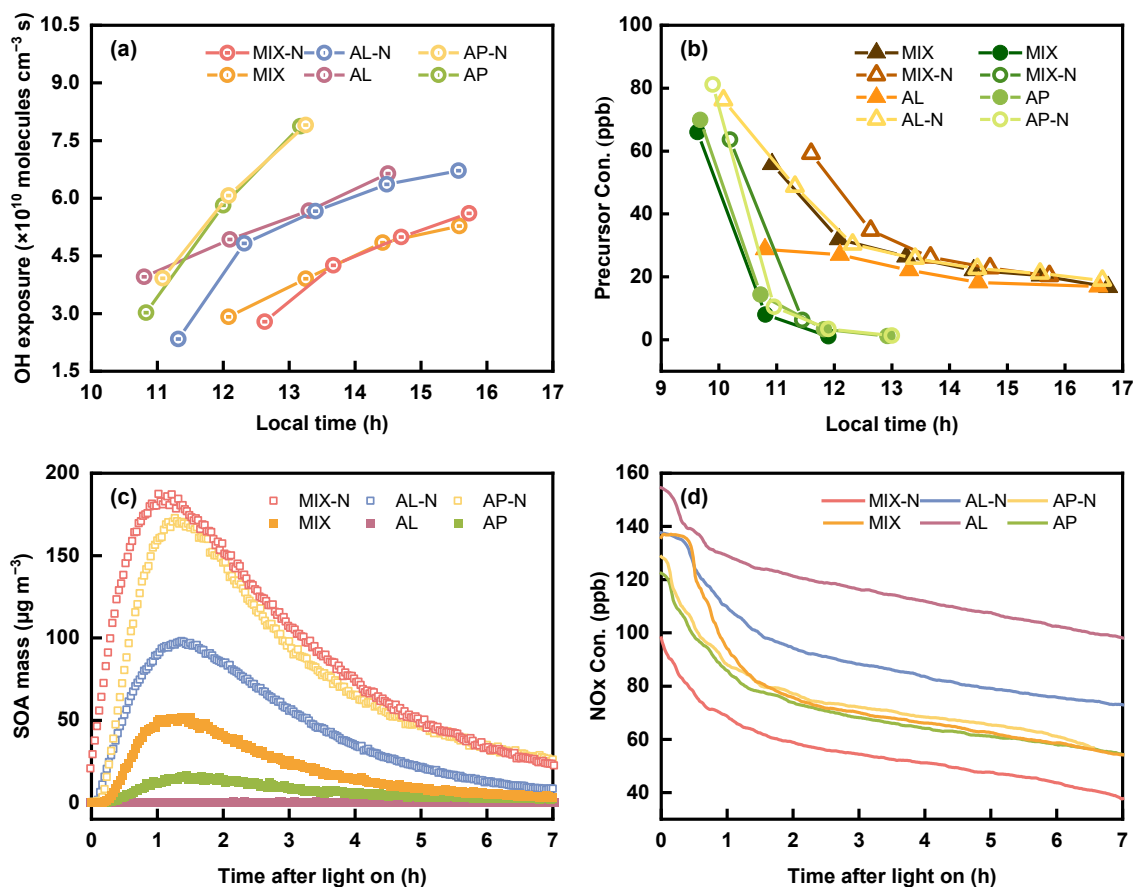 (a)
MIX-N AL-N AP-N
MIX AL AP
10.5
9.0
7.5
6.0
4.5
3.0
1.5
10 11 12 13 14 15 16 17
OH exposure (×10¹⁰ molecules cm⁻³ s)
Local time (h)
(b)
MIX MIX
MIX-N MIX-N
AL AP
AL-N AP-N
100
80
60
40
20
0
9 10 11 12 13 14 15 16 17
Precursor Con. (ppb)
Local time (h)
(c)
MIX-N AL-N AP-N
MIX AL AP
200
150
100
50
0
0 1 2 3 4 5 6 7
SOA mass (μg m⁻³)
Time after light on (h)
(d)
MIX-N AL-N AP-N
MIX AL AP
160
140
120
100
80
60
40
0 1 2 3 4 5 6 7
NOx Con. (ppb)
Time after light on (h)